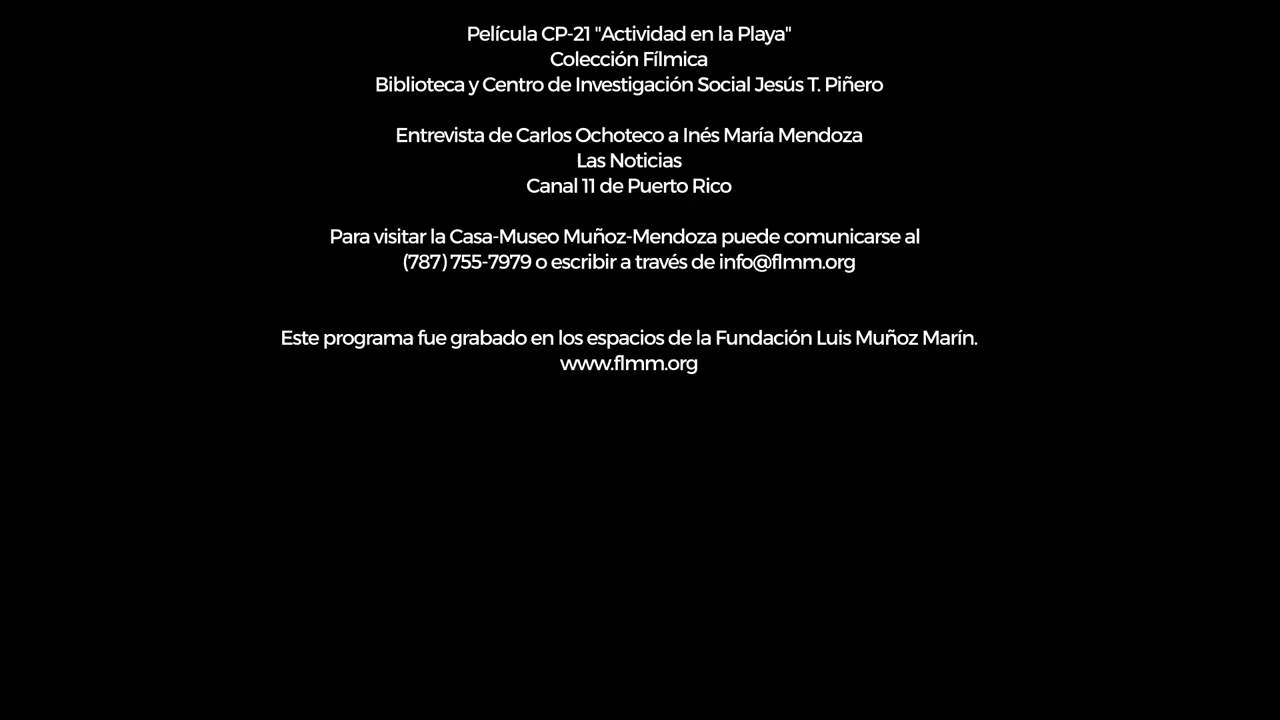 Película CP-21 "Actividad en la Playa"
Colección Fílmica
Biblioteca y Centro de Investigación Social Jesús T. Piñero
Entrevista de Carlos Ochoteco a Inés María Mendoza
Las Noticias
Canal 11 de Puerto Rico
Para visitar la Casa-Museo Muñoz-Mendoza puede comunicarse al
(787) 755-7979 o escribir a través de info@flmm.org
Este programa fue grabado en los espacios de la Fundación Luis Muñoz Marín.
www.flmm.org